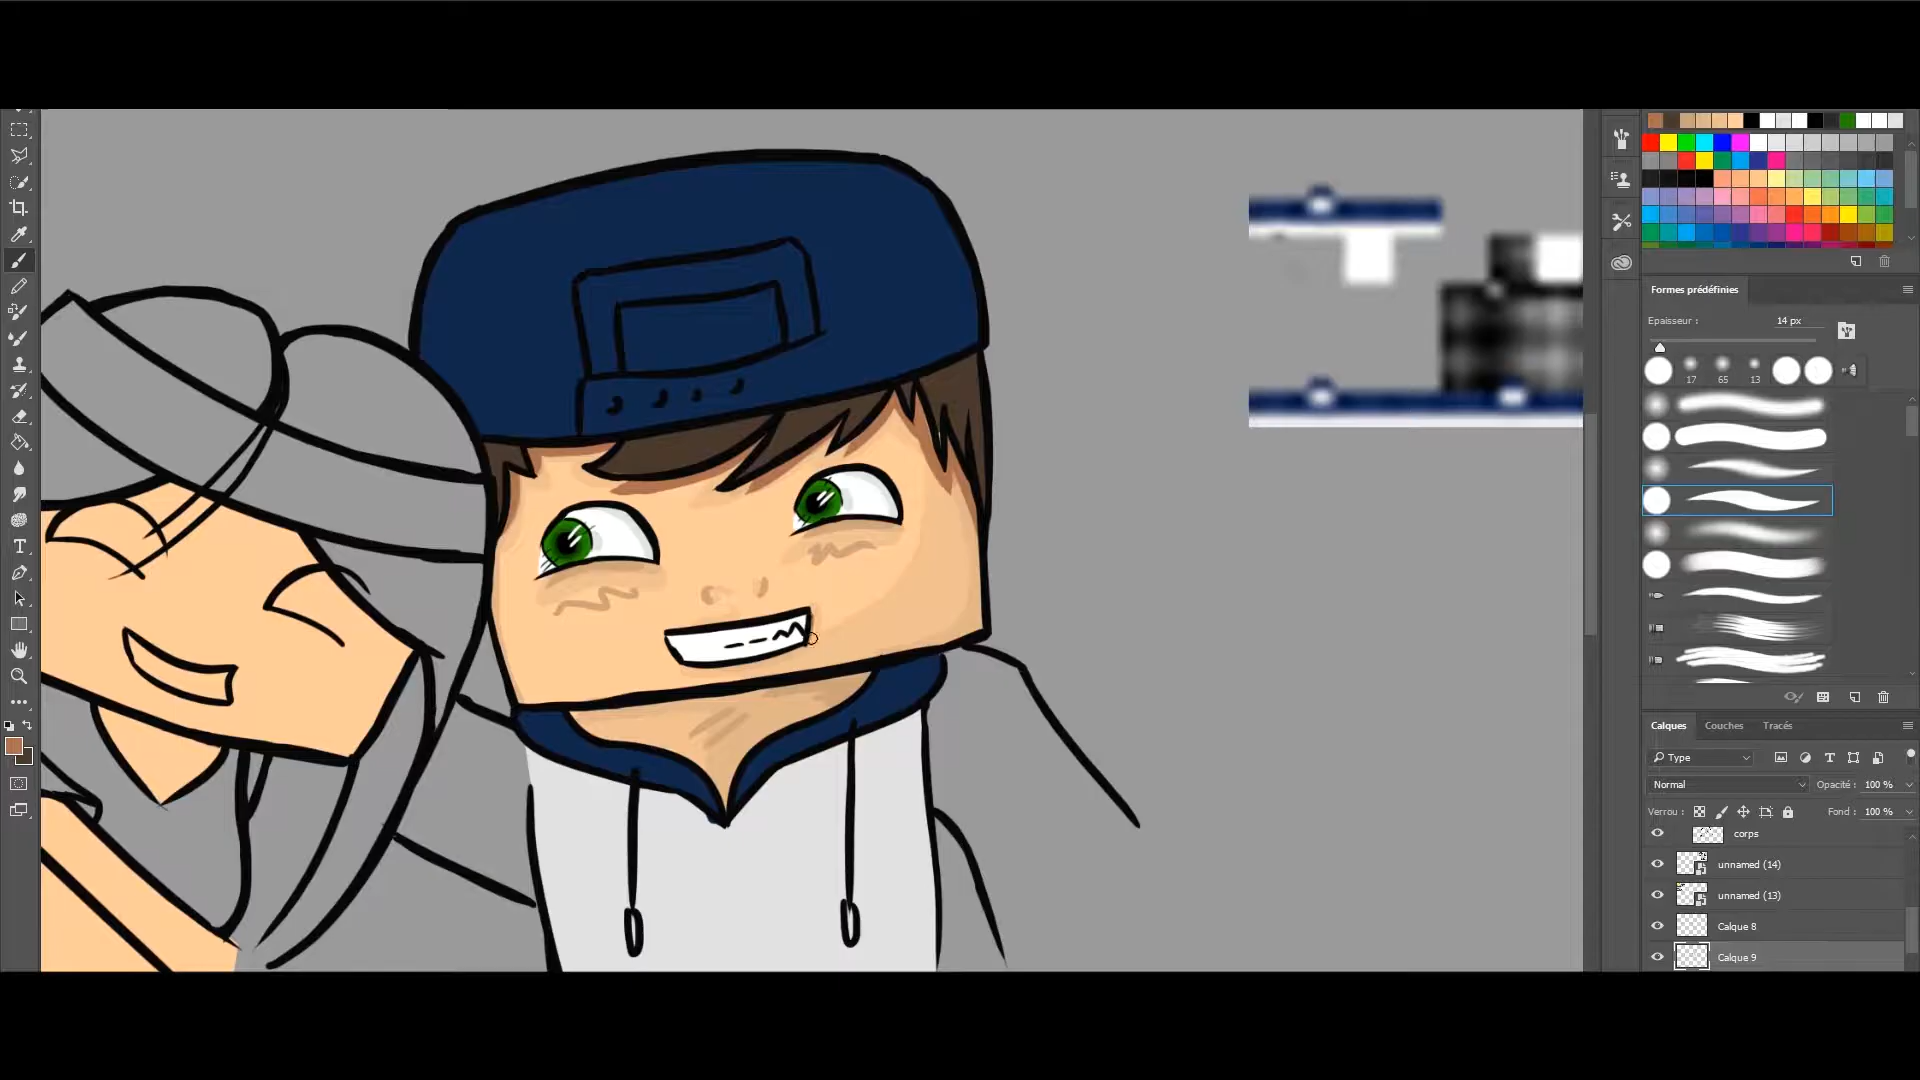 Formes prédéfinies
Epaisseur : 14 px
17 65 13
Calques Couches Tracés
Type
Normal Opacité : 100 %
Verrou : Fond : 100 %
corps
unnamed (14)
unnamed (13)
Calque 8
Calque 9